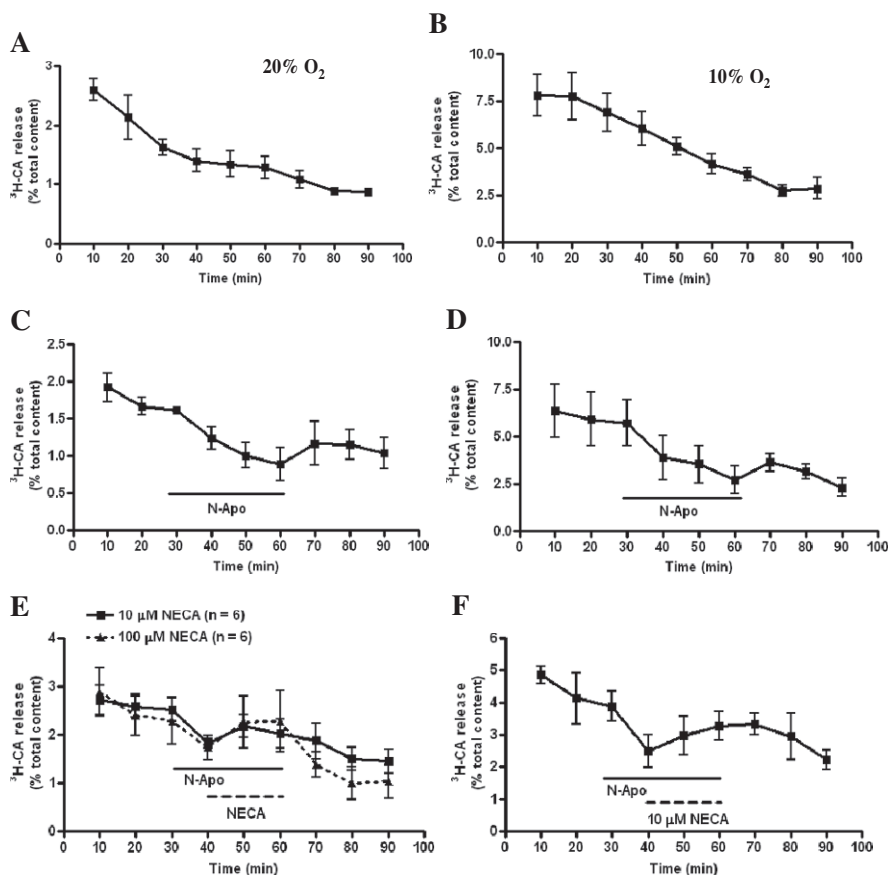 A
20% O2
3
2
1
0
³H-CA release
(% total content)
0 10 20 30 40 50 60 70 80 90 100
Time (min)
B
10% O2
10.0
7.5
5.0
2.5
0.0
³H-CA release
(% total content)
0 10 20 30 40 50 60 70 80 90 100
Time (min)
C
2.5
2.0
1.5
1.0
0.5
0.0
³H-CA release
(% total content)
N-Apo
0 10 20 30 40 50 60 70 80 90 100
Time (min)
D
10.0
7.5
5.0
2.5
0.0
³H-CA release
(% total content)
N-Apo
0 10 20 30 40 50 60 70 80 90 100
Time (min)
E
10 µM NECA (n = 6)
100 µM NECA (n = 6)
4
3
2
1
0
³H-CA release
(% total content)
N-Apo
NECA
0 10 20 30 40 50 60 70 80 90 100
Time (min)
F
6
5
4
3
2
1
0
³H-CA release
(% total content)
N-Apo
10 µM NECA
0 10 20 30 40 50 60 70 80 90 100
Time (min)